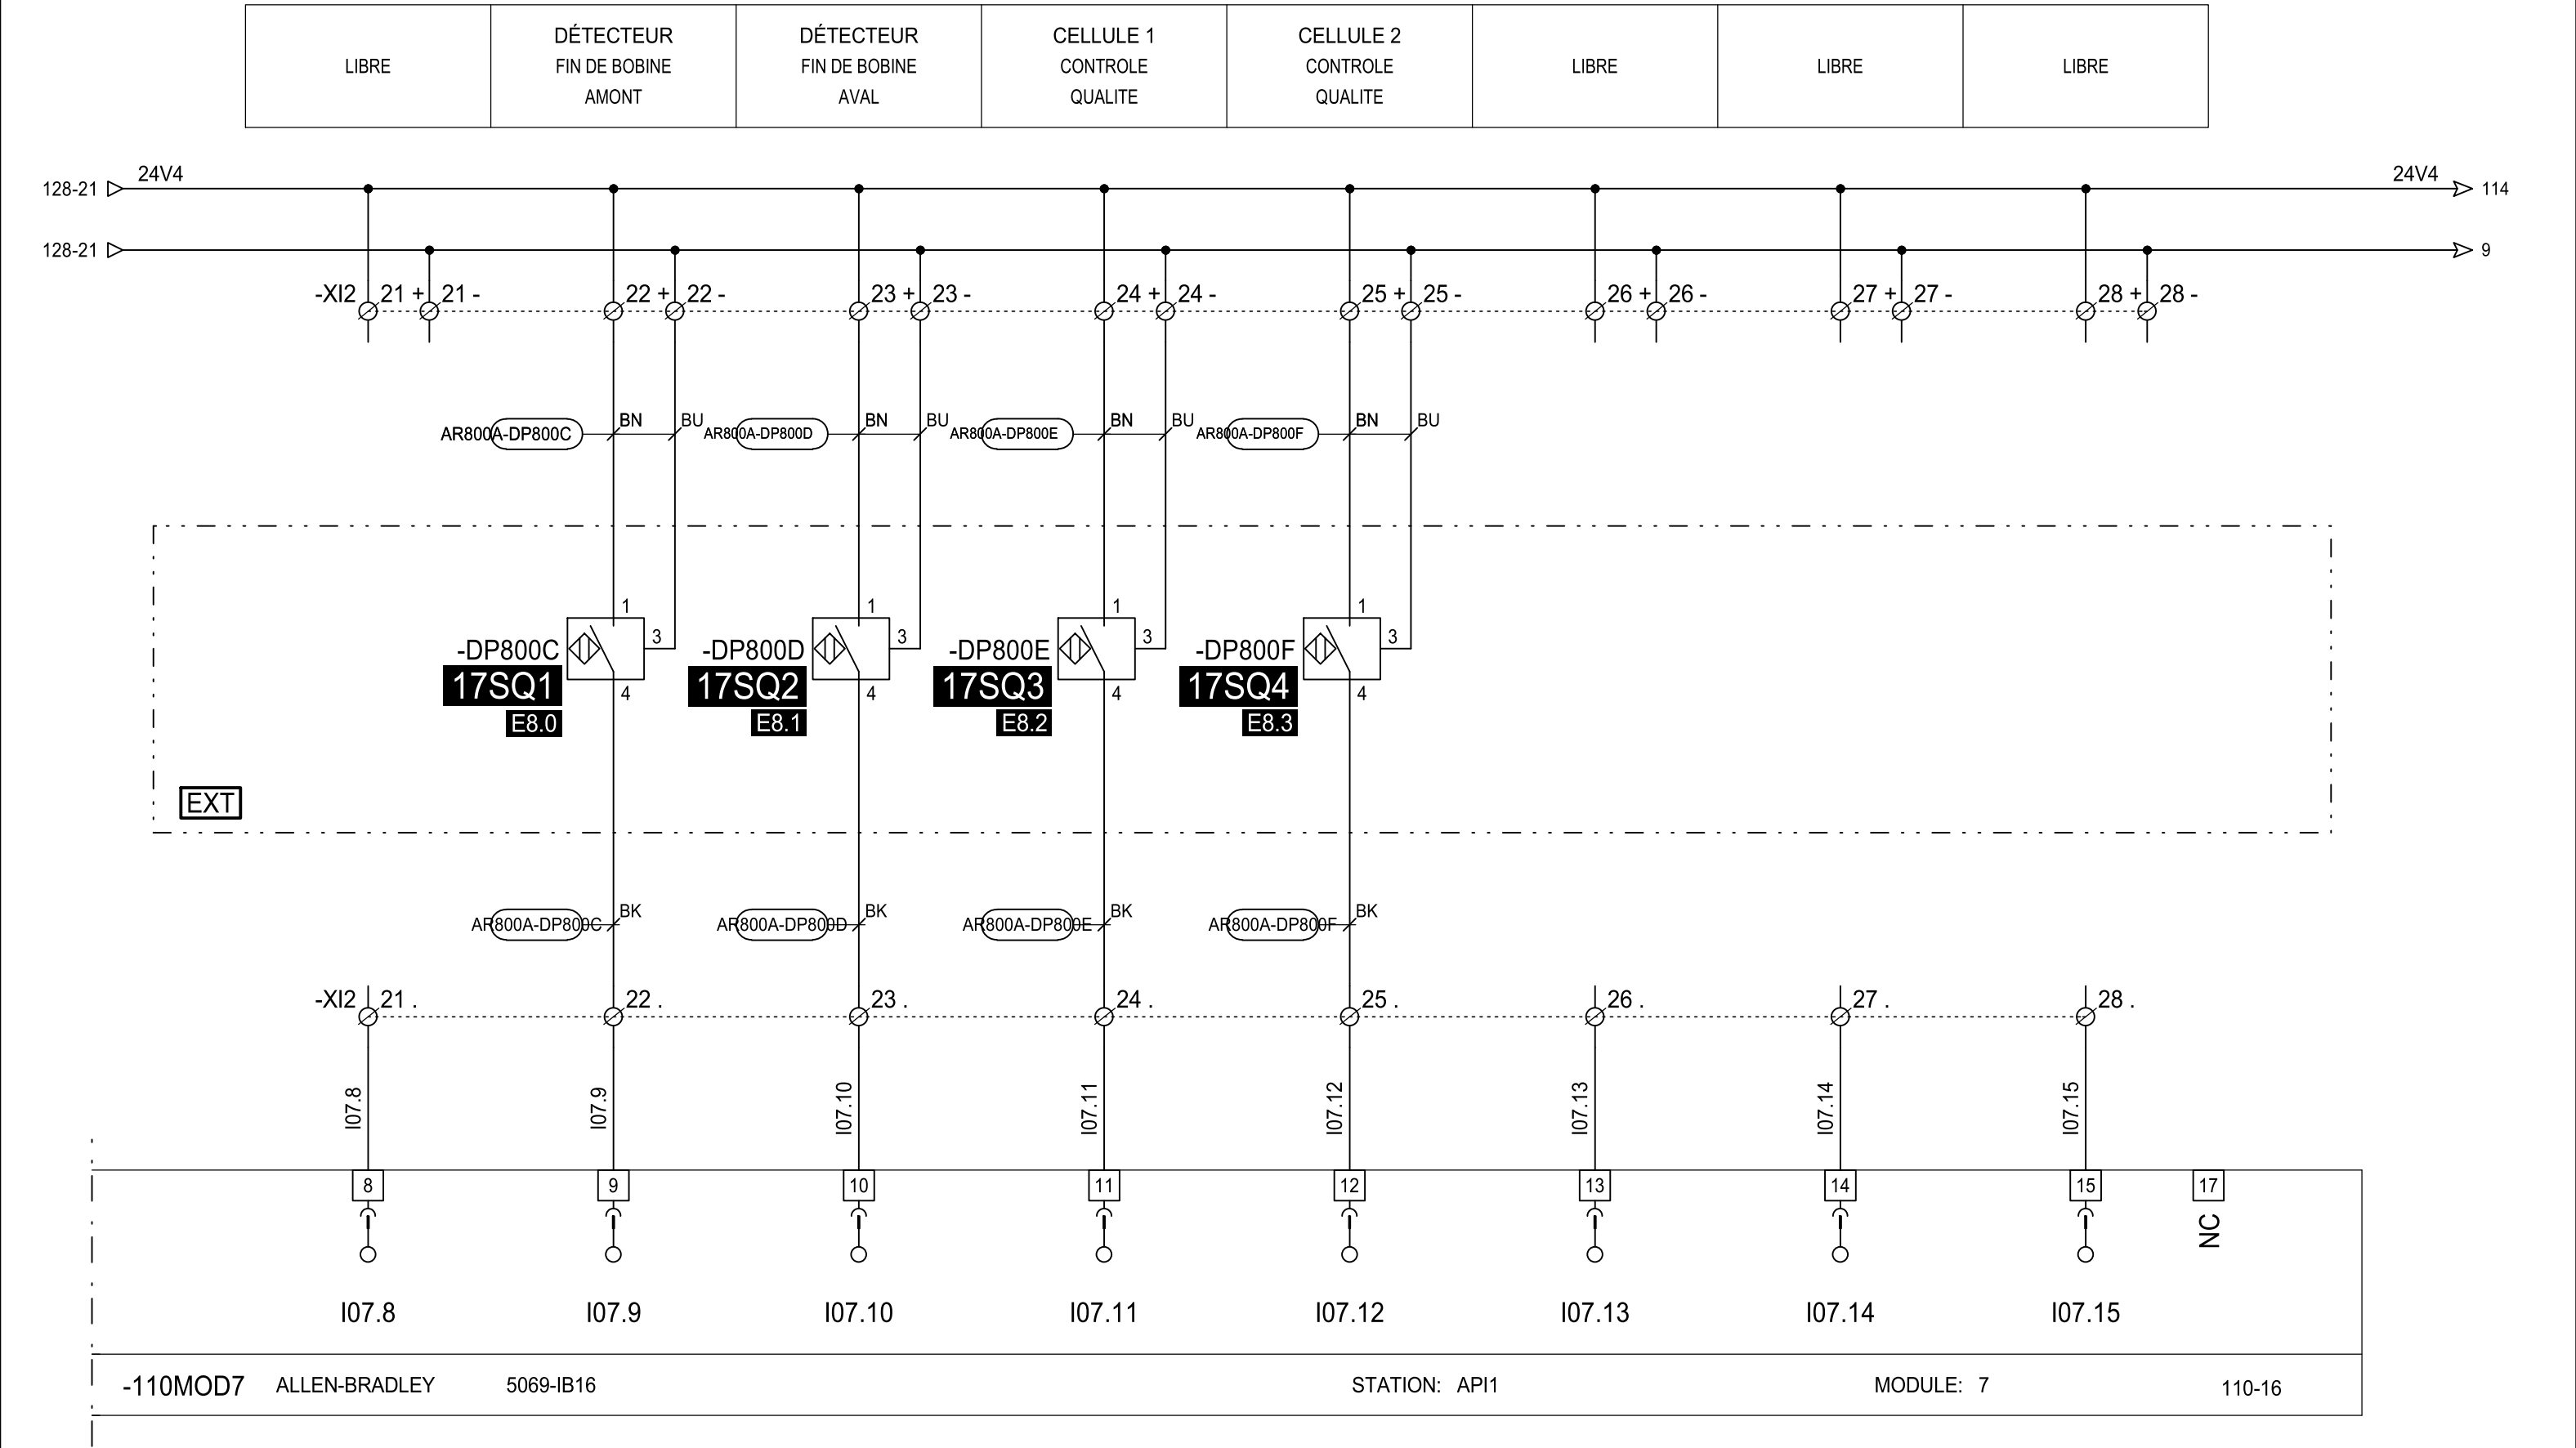 LIBRE
DÉTECTEUR
FIN DE BOBINE
AMONT
DÉTECTEUR
FIN DE BOBINE
AVAL
CELLULE 1
CONTROLE
QUALITE
CELLULE 2
CONTROLE
QUALITE
LIBRE
LIBRE
LIBRE
128-21 24V4 24V4 114
128-21 9
-XI2 21 + 21 - 22 + 22 - 23 + 23 - 24 + 24 - 25 + 25 - 26 + 26 - 27 + 27 - 28 + 28 -
AR800A-DP800C BN BU AR800A-DP800D BN BU AR800A-DP800E BN BU AR800A-DP800F BN BU
1 1 1 1
3 3 3 3
-DP800C -DP800D -DP800E -DP800F
17SQ1 4 17SQ2 4 17SQ3 4 17SQ4 4
E8.0 E8.1 E8.2 E8.3
EXT
BK BK BK BK
AR800A-DP800C AR800A-DP800D AR800A-DP800E AR800A-DP800F
-XI2 21 . 22 . 23 . 24 . 25 . 26 . 27 . 28 .
I07.8 I07.9 I07.10 I07.11 I07.12 I07.13 I07.14 I07.15
8 9 10 11 12 13 14 15 17
NC
I07.8 I07.9 I07.10 I07.11 I07.12 I07.13 I07.14 I07.15
-110MOD7 ALLEN-BRADLEY 5069-IB16 STATION: API1 MODULE: 7 110-16